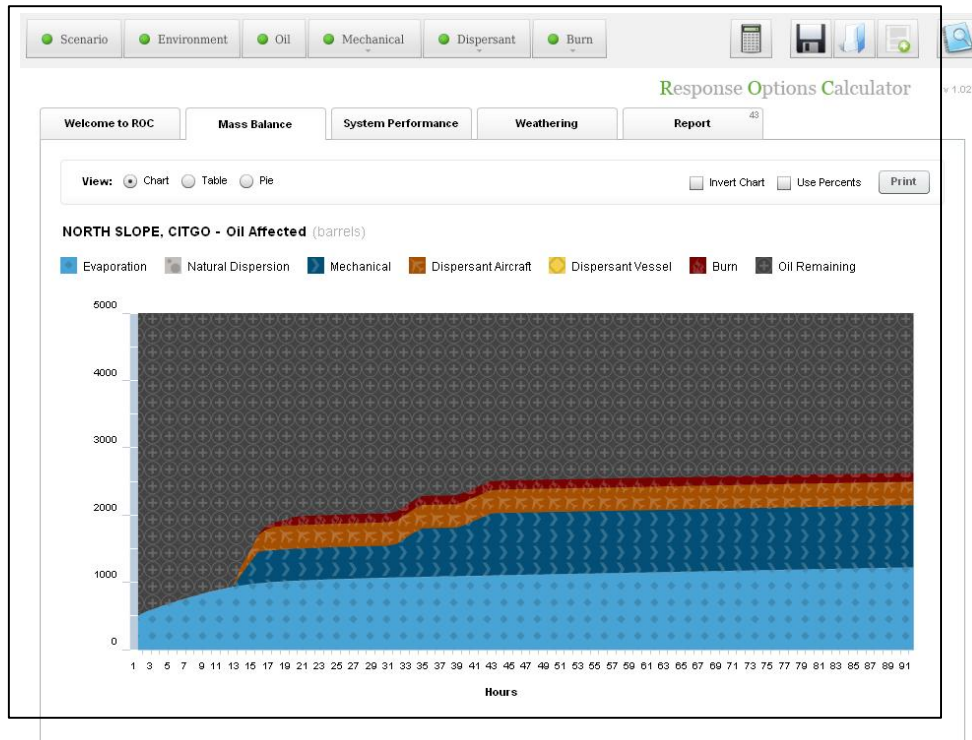 Scenario Environment Oil Mechanical Dispersant Burn
Response Options Calculator v 1.02
Welcome to ROC Mass Balance System Performance Weathering Report 43
View: Chart Table Pie Invert Chart Use Percents Print
NORTH SLOPE, CITGO - Oil Affected (barrels)
Evaporation Natural Dispersion Mechanical Dispersant Aircraft Dispersant Vessel Burn Oil Remaining
5000
4000
3000
2000
1000
0
1 3 5 7 9 11 13 15 17 19 21 23 25 27 29 31 33 35 37 39 41 43 45 47 49 51 53 55 57 59 61 63 65 67 69 71 73 75 77 79 81 83 85 87 89 91
Hours